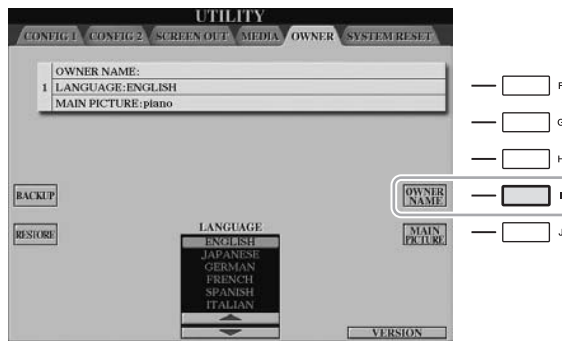 UTILITY
CONFIG 1 CONFIG 2 SCREEN OUT MEDIA OWNER SYSTEM RESET
OWNER NAME:
1 LANGUAGE:ENGLISH
MAIN PICTURE:piano
F
G
H
BACKUP
OWNER
NAME
I
RESTORE
LANGUAGE
MAIN
PICTURE
J
ENGLISH
JAPANESE
GERMAN
FRENCH
SPANISH
ITALIAN
VERSION